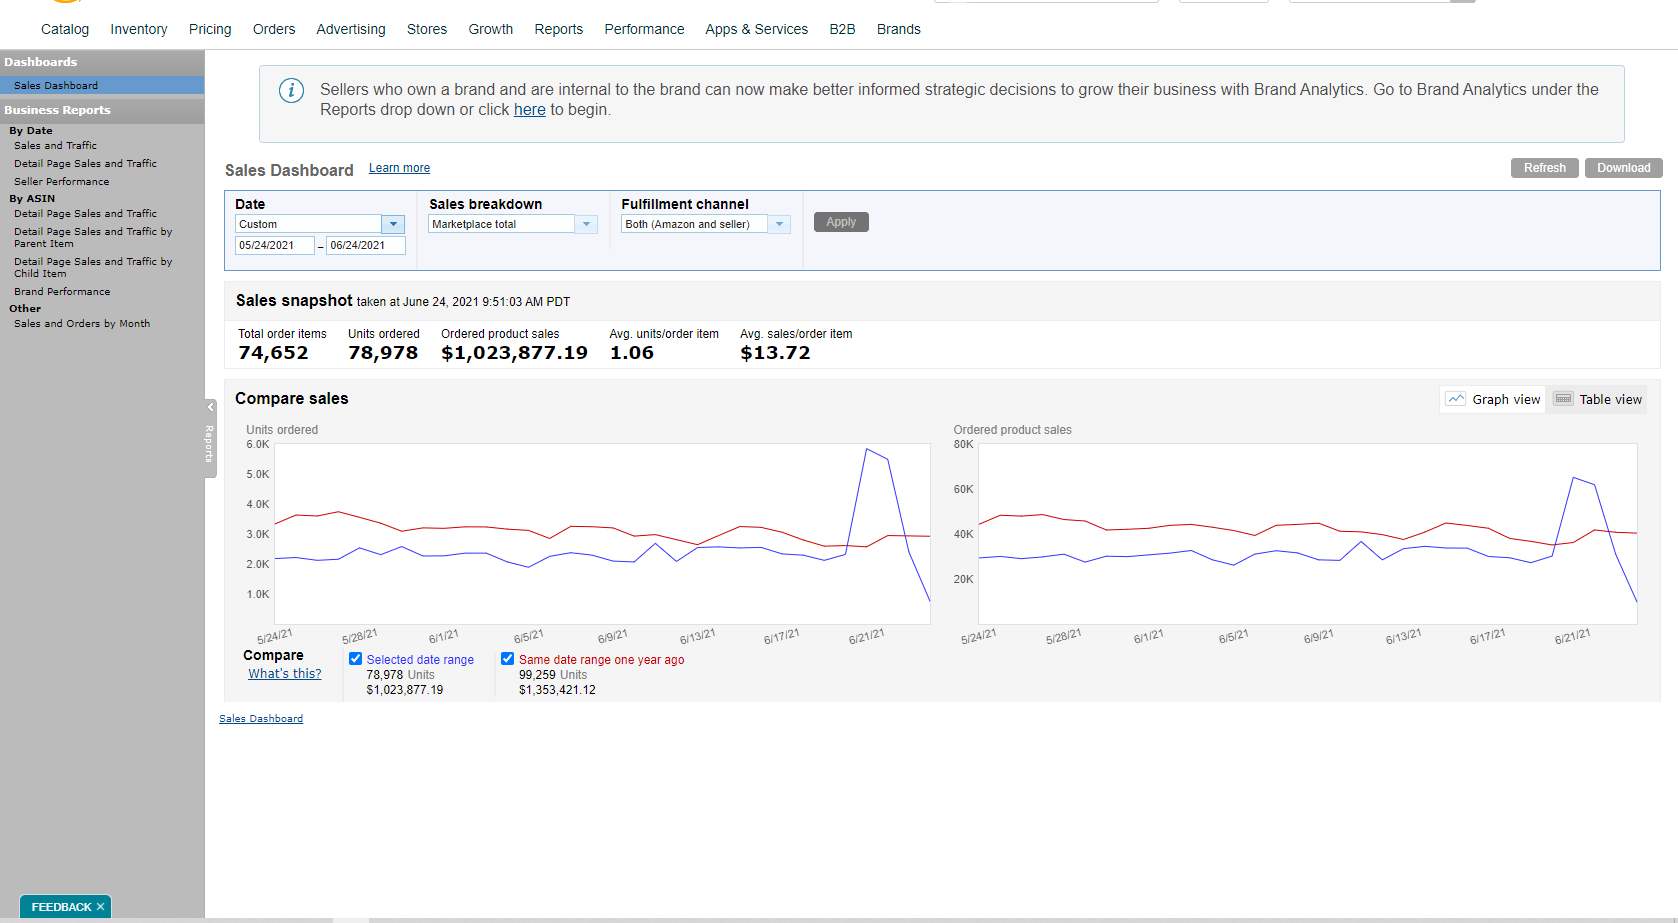 Catalog Inventory Pricing Orders Advertising Stores Growth Reports Performance Apps & Services B2B Brands
Dashboards
Sales Dashboard
Business Reports
By Date
Sales and Traffic
Detail Page Sales and Traffic
Seller Performance
By ASIN
Detail Page Sales and Traffic
Detail Page Sales and Traffic by
Parent Item
Detail Page Sales and Traffic by
Child Item
Brand Performance
Other
Sales and Orders by Month
Reports
Sellers who own a brand and are internal to the brand can now make better informed strategic decisions to grow their business with Brand Analytics. Go to Brand Analytics under the
Reports drop down or click here to begin.
Sales Dashboard Learn more
Refresh Download
Date Sales breakdown Fulfillment channel
Custom Marketplace total Both (Amazon and seller) Apply
05/24/2021 – 06/24/2021
Sales snapshot taken at June 24, 2021 9:51:03 AM PDT
Total order items Units ordered Ordered product sales Avg. units/order item Avg. sales/order item
74,652 78,978 $1,023,877.19 1.06 $13.72
Compare sales
Graph view Table view
Units ordered
6.0K
5.0K
4.0K
3.0K
2.0K
1.0K
5/24/21 5/28/21 6/1/21 6/5/21 6/9/21 6/13/21 6/17/21 6/21/21
Ordered product sales
80K
60K
40K
20K
5/24/21 5/28/21 6/1/21 6/5/21 6/9/21 6/13/21 6/17/21 6/21/21
Compare
What's this?
Selected date range
78,978 Units
$1,023,877.19
Same date range one year ago
99,259 Units
$1,353,421.12
Sales Dashboard
FEEDBACK ×